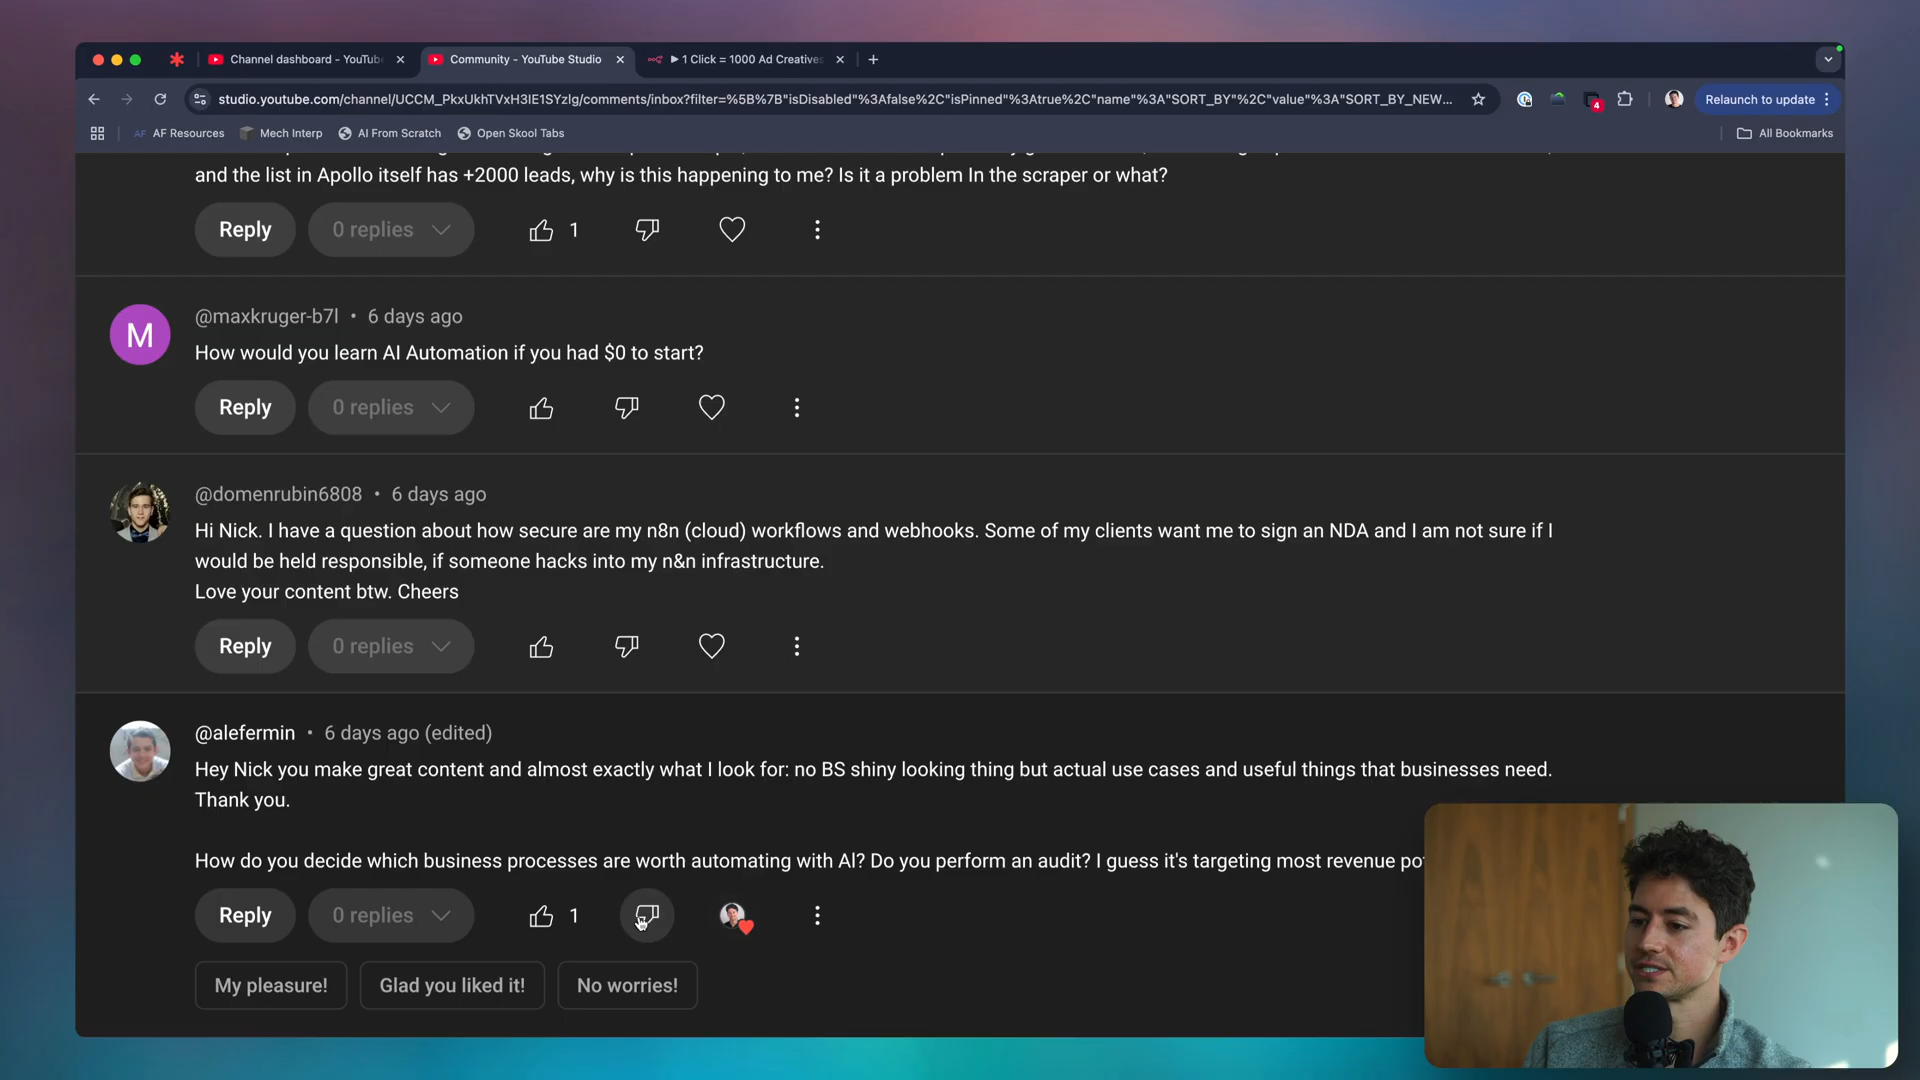 Channel dashboard - YouTube
Community - YouTube Studio
1 Click = 1000 Ad Creatives
studio.youtube.com/channel/UCCM_PkxUkhTVxH3IE1SYzlg/comments/inbox?filter=%5B%7B"isDisabled"%3Afalse%2C"isPinned"%3Atrue%2C"name"%3A"SORT_BY"%2C"value"%3A"SORT_BY_NEW...
4
Relaunch to update
AF AF Resources
Mech Interp
AI From Scratch
Open Skool Tabs
All Bookmarks
and the list in Apollo itself has +2000 leads, why is this happening to me? Is it a problem In the scraper or what?
Reply 0 replies 1
M
@maxkruger-b7l • 6 days ago
How would you learn AI Automation if you had $0 to start?
Reply 0 replies
@domenrubin6808 • 6 days ago
Hi Nick. I have a question about how secure are my n8n (cloud) workflows and webhooks. Some of my clients want me to sign an NDA and I am not sure if I
would be held responsible, if someone hacks into my n&n infrastructure.
Love your content btw. Cheers
Reply 0 replies
@alefermin • 6 days ago (edited)
Hey Nick you make great content and almost exactly what I look for: no BS shiny looking thing but actual use cases and useful things that businesses need.
Thank you.
How do you decide which business processes are worth automating with AI? Do you perform an audit? I guess it's targeting most revenue
Reply 0 replies 1
My pleasure! Glad you liked it! No worries!